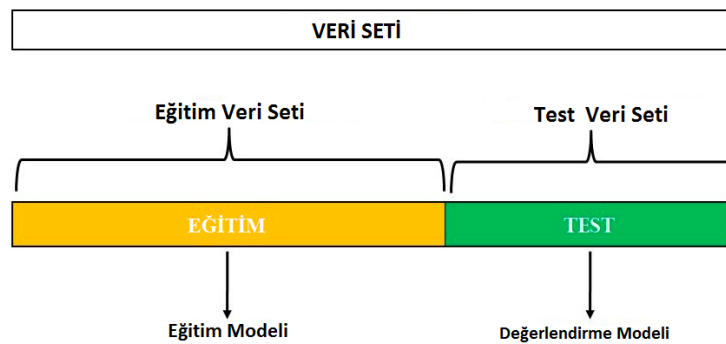 VERİ SETİ
Eğitim Veri Seti
Test Veri Seti
EĞİTİM
TEST
Eğitim Modeli
Değerlendirme Modeli